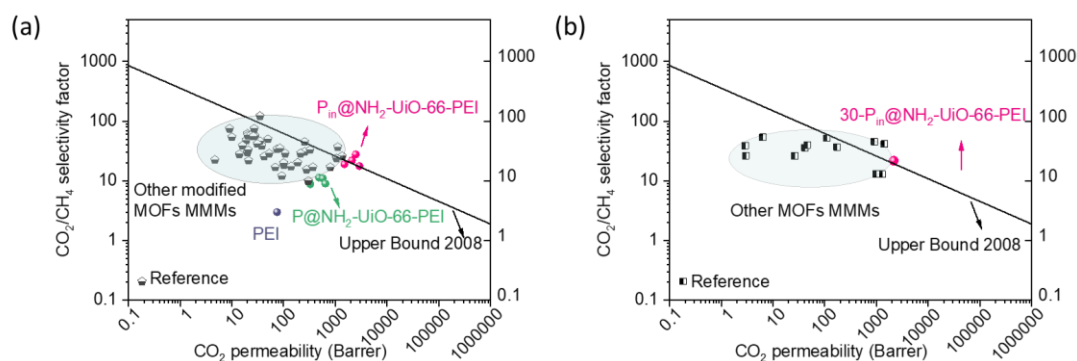 (a)
CO₂/CH₄ selectivity factor
1000
100
10
1
0.1
1000
100
10
1
0.1
Pin@NH₂-UiO-66-PEI
Other modified
MOFs MMMs
P@NH₂-UiO-66-PEI
PEI
Upper Bound 2008
Reference
0.1
1
10
100
1000
10000
100000
1000000
CO₂ permeability (Barrer)
(b)
CO₂/CH₄ selectivity factor
1000
100
10
1
0.1
1000
100
10
1
0.1
30-Pin@NH₂-UiO-66-PEI
Other MOFs MMMs
Upper Bound 2008
Reference
0.1
1
10
100
1000
10000
100000
1000000
CO₂ permeability (Barrer)